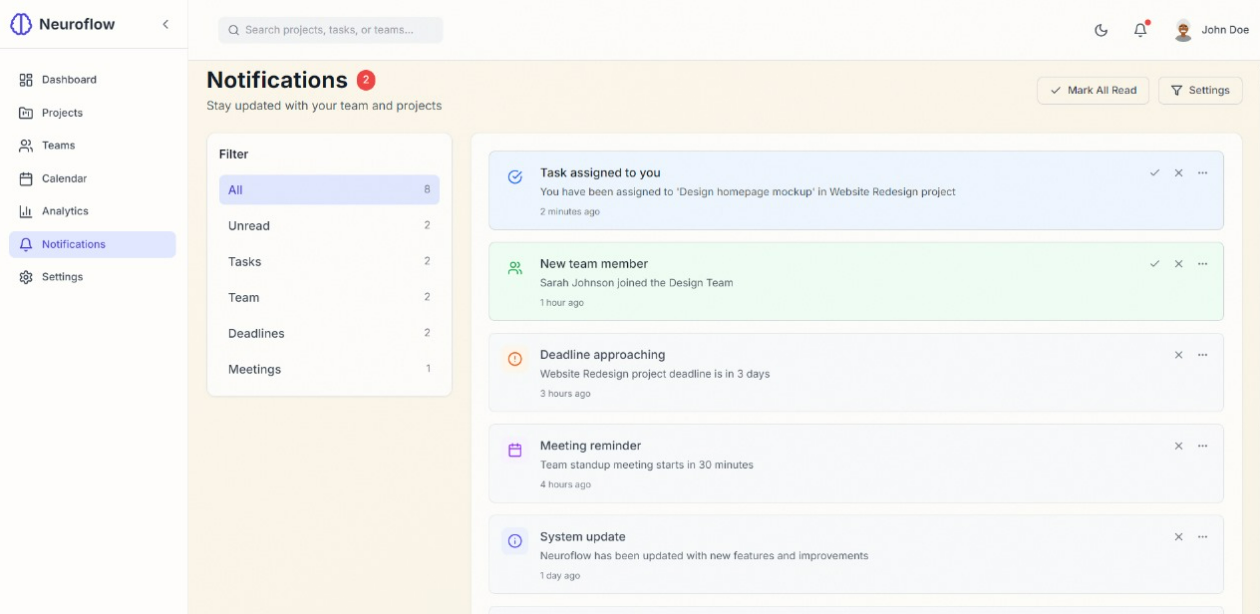 Neuroflow
Search projects, tasks, or teams...
John Doe
Dashboard
Projects
Teams
Calendar
Analytics
Notifications
Settings
Notifications 2
Stay updated with your team and projects
Mark All Read
Settings
Filter
All 8
Unread 2
Tasks 2
Team 2
Deadlines 2
Meetings 1
Task assigned to you
You have been assigned to 'Design homepage mockup' in Website Redesign project
2 minutes ago
New team member
Sarah Johnson joined the Design Team
1 hour ago
Deadline approaching
Website Redesign project deadline is in 3 days
3 hours ago
Meeting reminder
Team standup meeting starts in 30 minutes
4 hours ago
System update
Neuroflow has been updated with new features and improvements
1 day ago